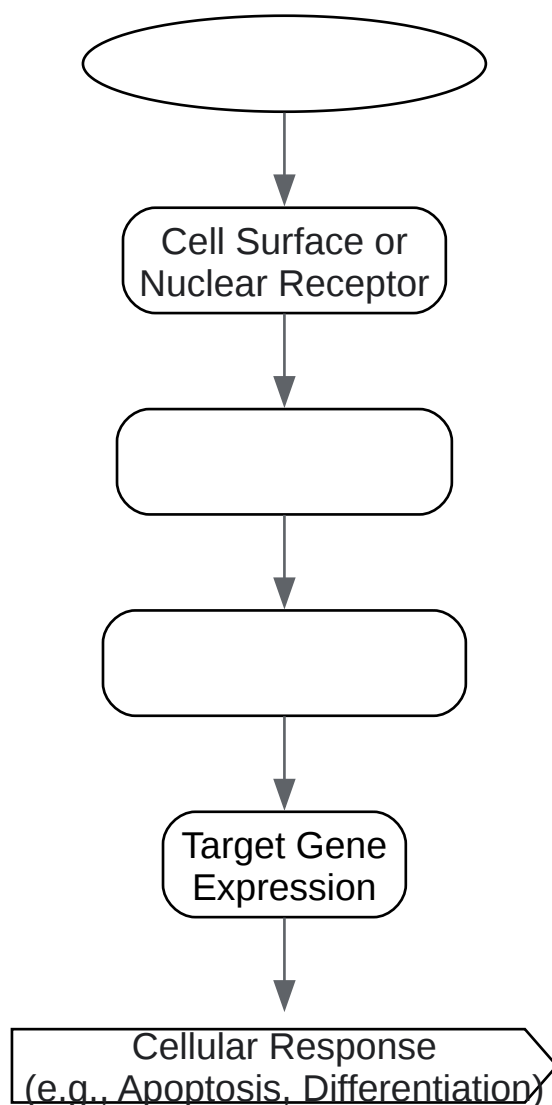 Cell Surface or
Nuclear Receptor
Target Gene
Expression
Cellular Response
(e.g., Apoptosis, Differentiation)